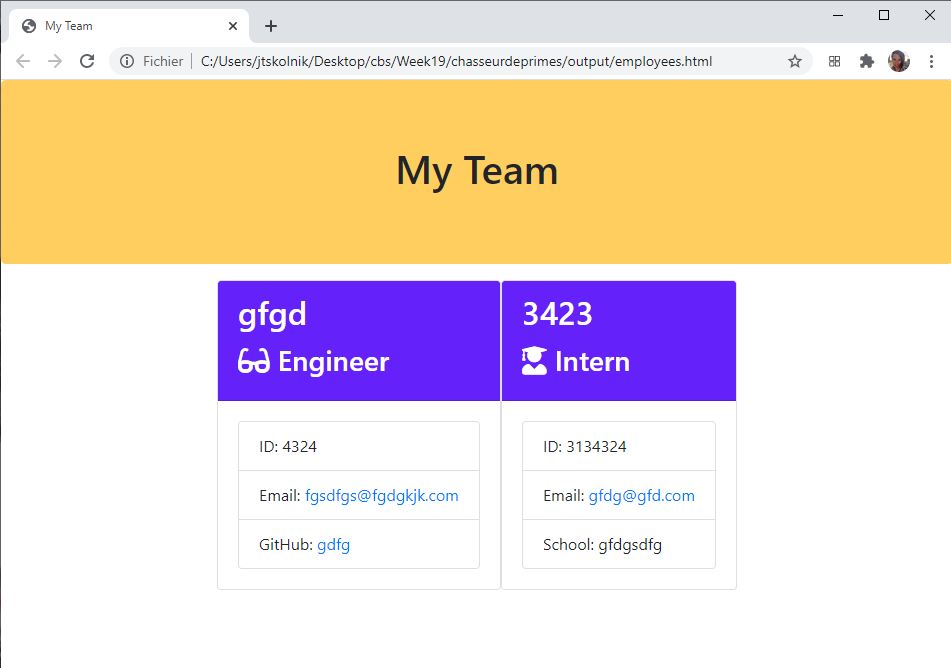 My Team
Fichier C:/Users/jtskolnik/Desktop/cbs/Week19/chasseurdeprimes/output/employees.html
My Team
gfgd
Engineer
ID: 4324
Email: fgsdfgs@fgdgkjk.com
GitHub: gdfg
3423
Intern
ID: 3134324
Email: gfdg@gfd.com
School: gfdgsdfg